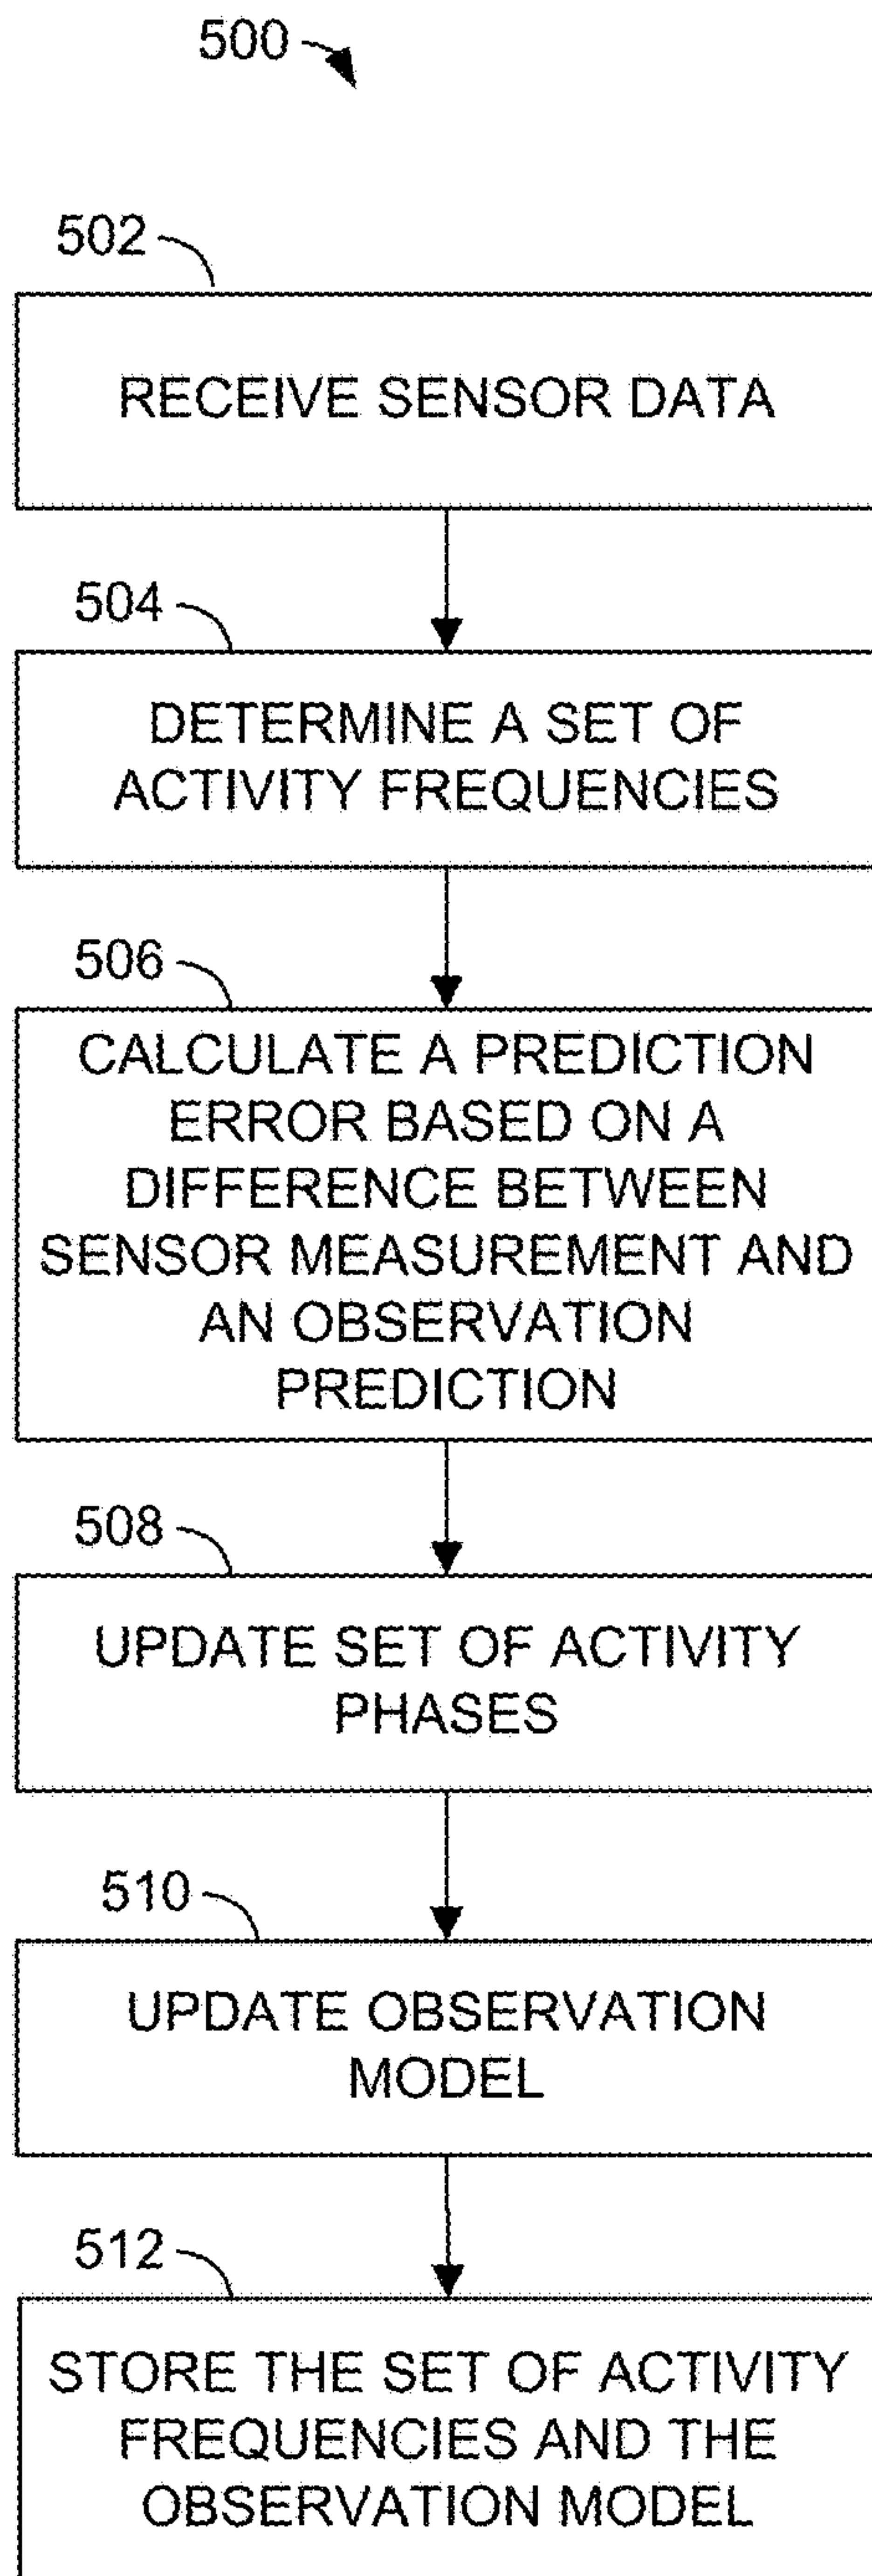 500
502
RECEIVE SENSOR DATA
504
DETERMINE A SET OF
ACTIVITY FREQUENCIES
506
CALCULATE A PREDICTION
ERROR BASED ON A
DIFFERENCE BETWEEN
SENSOR MEASUREMENT AND
AN OBSERVATION
PREDICTION
508
UPDATE SET OF ACTIVITY
PHASES
510
UPDATE OBSERVATION
MODEL
512
STORE THE SET OF ACTIVITY
FREQUENCIES AND THE
OBSERVATION MODEL